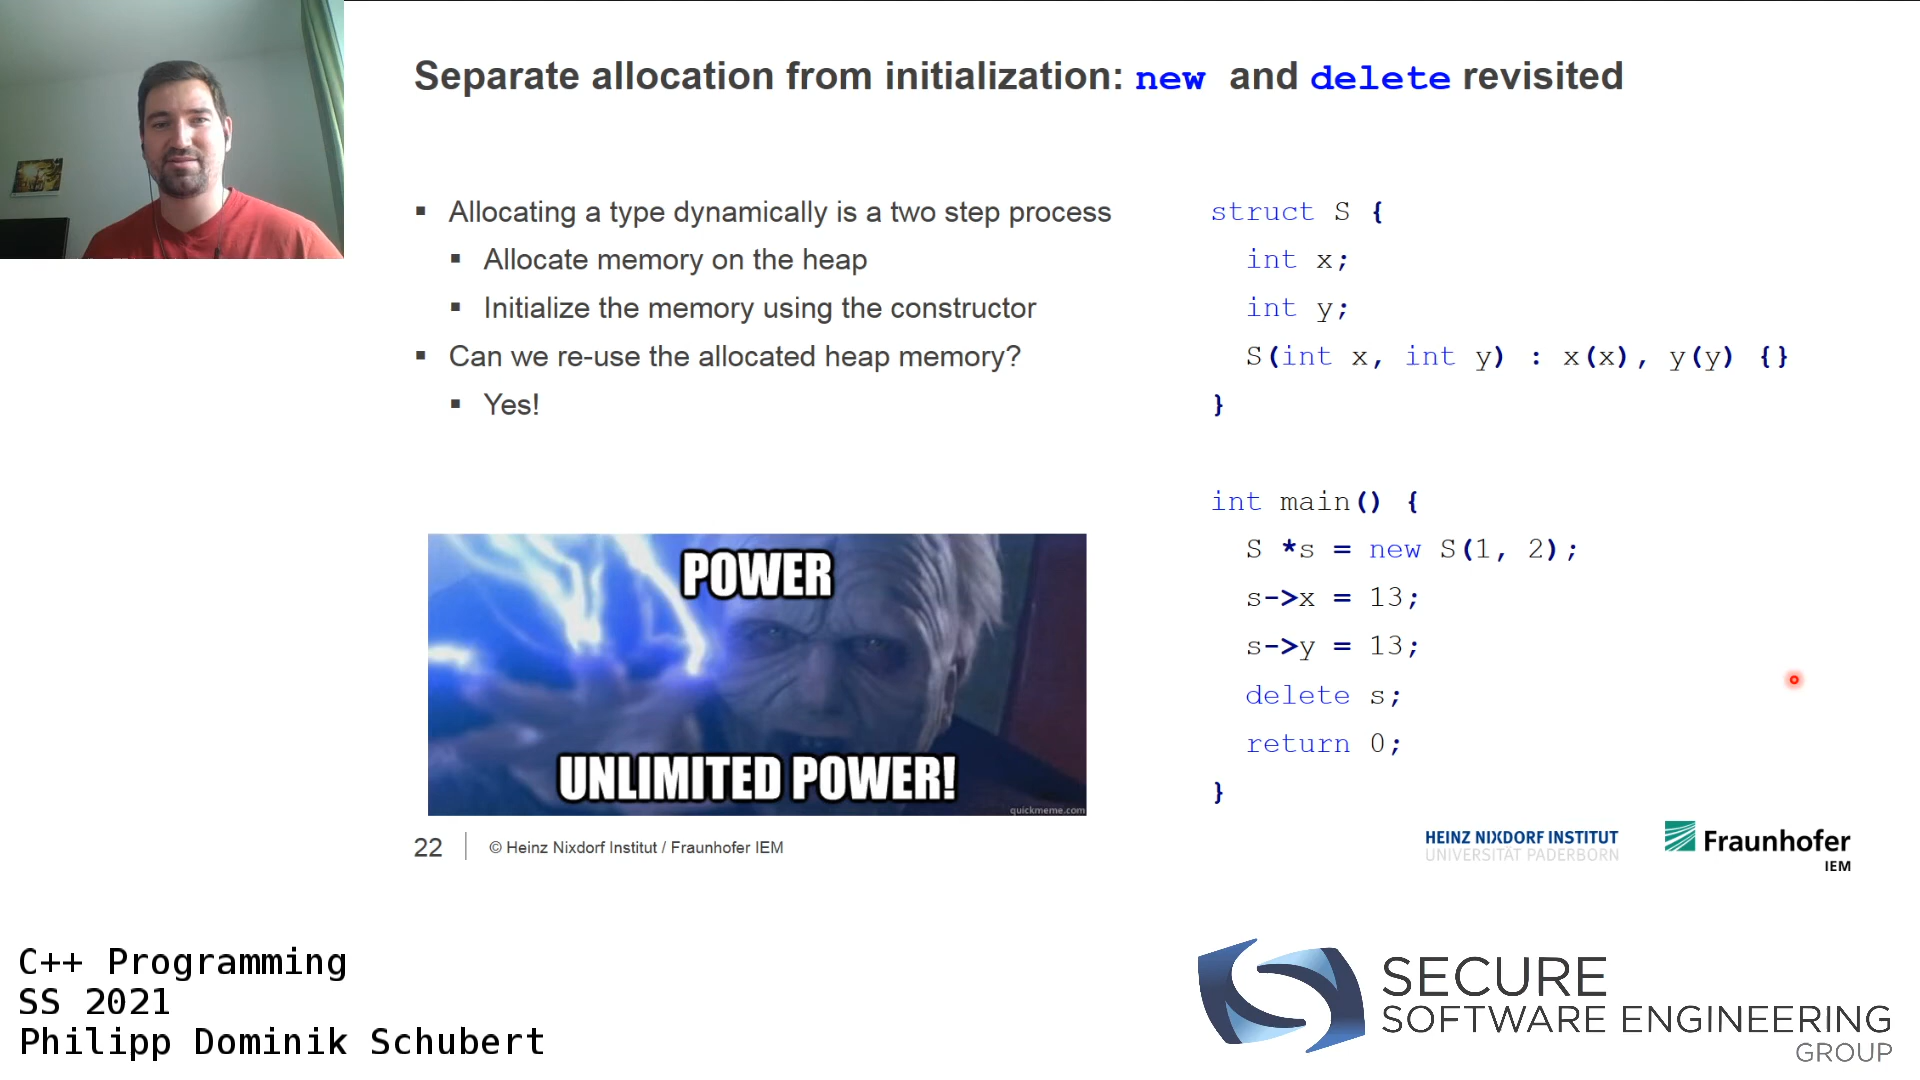 Separate allocation from initialization: new and delete revisited
▪ Allocating a type dynamically is a two step process
▪ Allocate memory on the heap
▪ Initialize the memory using the constructor
▪ Can we re-use the allocated heap memory?
▪ Yes!
struct S {
int x;
int y;
S(int x, int y) : x(x), y(y) {}
}
int main() {
S *s = new S(1, 2);
s->x = 13;
s->y = 13;
delete s;
return 0;
}
POWER
UNLIMITED POWER!
quickmeme.com
22
© Heinz Nixdorf Institut / Fraunhofer IEM
HEINZ NIXDORF INSTITUT
UNIVERSITÄT PADERBORN
Fraunhofer
IEM
C++ Programming
SS 2021
Philipp Dominik Schubert
SECURE
SOFTWARE ENGINEERING
GROUP